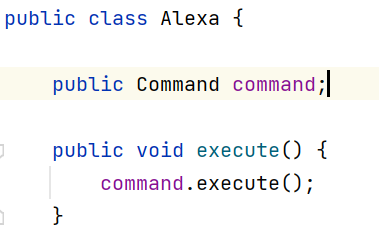 public class Alexa {
public Command command;
public void execute() {
command.execute();
}